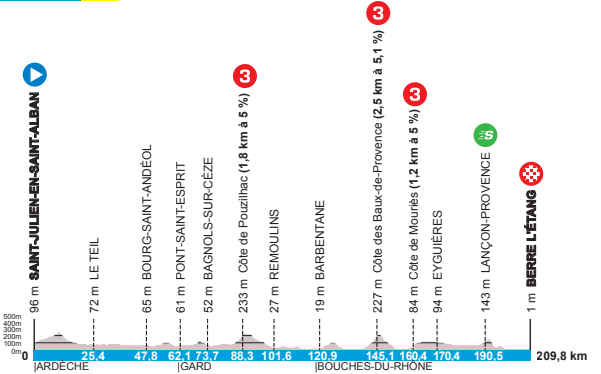 3
3
3
S
96 m SAINT-JULIEN-EN-SAINT-ALBAN
72 m LE TEIL
65 m BOURG-SAINT-ANDÉOL
61 m PONT-SAINT-ESPRIT
52 m BAGNOLS-SUR-CÈZE
233 m Côte de Pouzilhac (1,8 km à 5 %)
27 m REMOULINS
19 m BARBENTANE
227 m Côte des Baux-de-Provence (2,5 km à 5,1 %)
84 m Côte de Mouriès (1,2 km à 5 %)
94 m EYGUIÈRES
143 m LANÇON-PROVENCE
1 m BERRE L'ÉTANG
500m
400m
300m
200m
100m
0m
0 25,4 47,8 62,1 73,7 88,3 101,6 120,9 145,1 160,4 170,4 190,5 209,8 km
|ARDÈCHE |GARD |BOUCHES-DU-RHÔNE